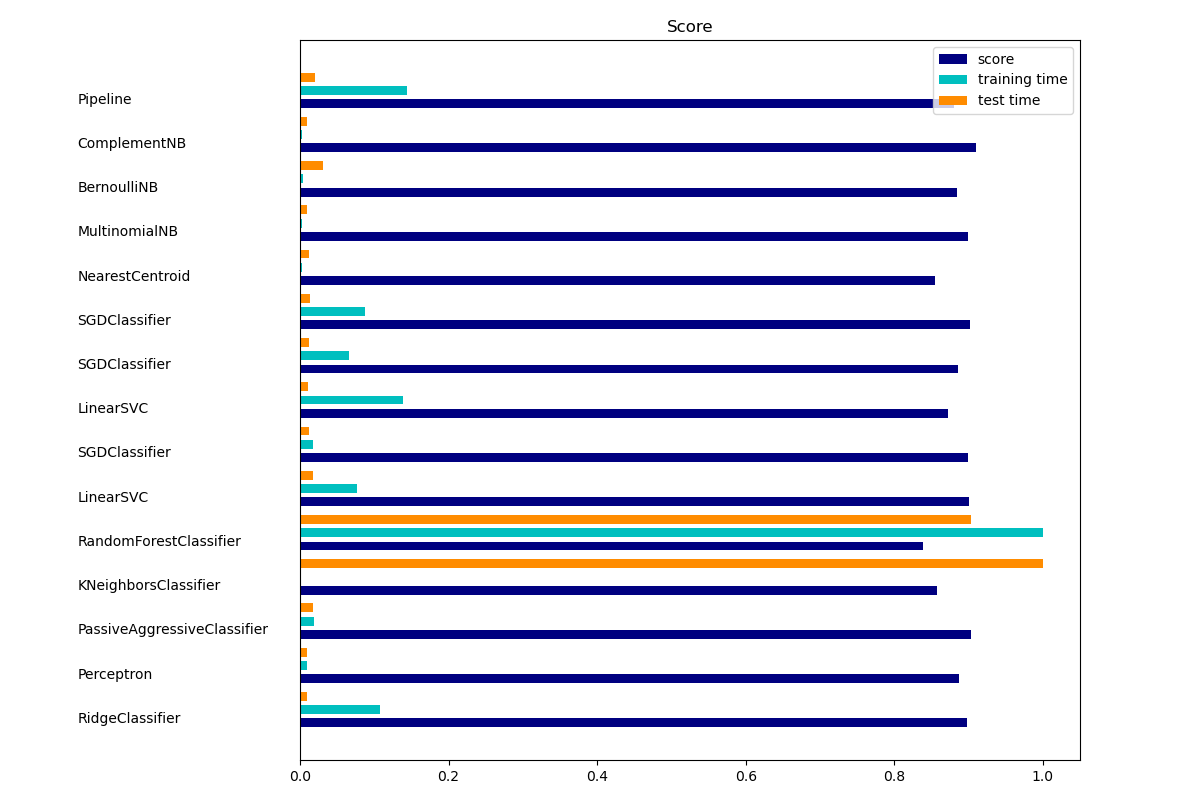 Score
score
training time
test time
Pipeline
ComplementNB
BernoulliNB
MultinomialNB
NearestCentroid
SGDClassifier
SGDClassifier
LinearSVC
SGDClassifier
LinearSVC
RandomForestClassifier
KNeighborsClassifier
PassiveAggressiveClassifier
Perceptron
RidgeClassifier
0.0 0.2 0.4 0.6 0.8 1.0